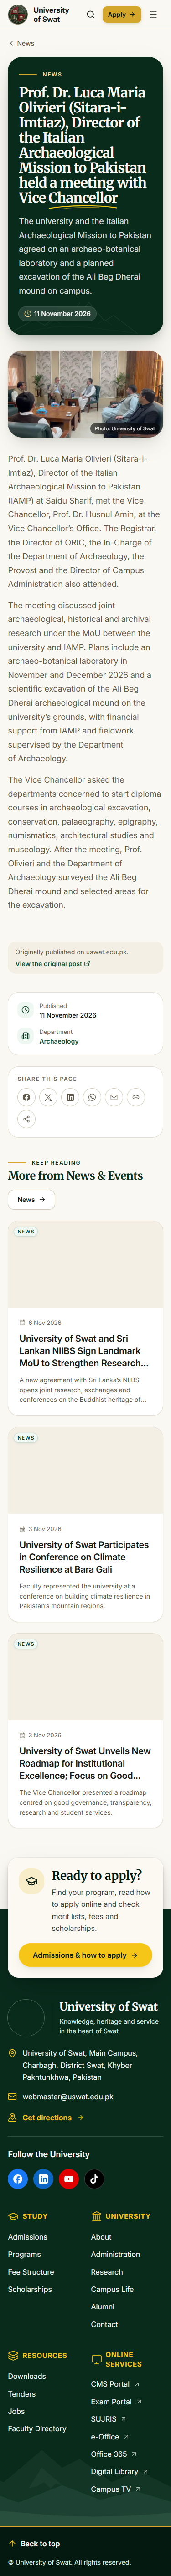 University
of Swat
Apply
News
NEWS
Prof. Dr. Luca Maria
Olivieri (Sitara-i-
Imtiaz), Director of
the Italian
Archaeological
Mission to Pakistan
held a meeting with
Vice Chancellor
The university and the Italian
Archaeological Mission to Pakistan
agreed on an archaeo-botanical
laboratory and a planned
excavation of the Ali Beg Dherai
mound on campus.
11 November 2026
Photo: University of Swat
Prof. Dr. Luca Maria Olivieri (Sitara-i-
Imtiaz), Director of the Italian
Archaeological Mission to Pakistan
(IAMP) at Saidu Sharif, met the Vice
Chancellor, Prof. Dr. Husnul Amin, at the
Vice Chancellor's Office. The Registrar,
the Director of ORIC, the In-Charge of
the Department of Archaeology, the
Provost and the Director of Campus
Administration also attended.
The meeting discussed joint
archaeological, historical and archival
research under the MoU between the
university and IAMP. Plans include an
archaeo-botanical laboratory in
November and December 2026 and a
scientific excavation of the Ali Beg
Dherai archaeological mound on the
university's grounds, with financial
support from IAMP and fieldwork
supervised by the Department
of Archaeology.
The Vice Chancellor asked the
departments concerned to start diploma
courses in archaeological excavation,
conservation, palaeography, epigraphy,
numismatics, architectural studies and
museology. After the meeting, Prof.
Olivieri and the Department of
Archaeology surveyed the Ali Beg
Dherai mound and selected areas for
the excavation.
Originally published on uswat.edu.pk.
View the original post
Published
11 November 2026
Department
Archaeology
SHARE THIS PAGE
KEEP READING
More from News & Events
News
NEWS
6 Nov 2026
University of Swat and Sri
Lankan NIIBS Sign Landmark
MoU to Strengthen Research...
A new agreement with Sri Lanka's NIIBS
opens joint research, exchanges and
conferences on the Buddhist heritage of...
NEWS
3 Nov 2026
University of Swat Participates
in Conference on Climate
Resilience at Bara Gali
Faculty represented the university at a
conference on building climate resilience in
Pakistan's mountain regions.
NEWS
3 Nov 2026
University of Swat Unveils New
Roadmap for Institutional
Excellence; Focus on Good...
The Vice Chancellor presented a roadmap
centred on good governance, transparency,
research and student services.
Ready to apply?
Find your program, read how
to apply online and check
merit lists, fees and
scholarships.
Admissions & how to apply
University of Swat
Knowledge, heritage and service
in the heart of Swat
University of Swat, Main Campus,
Charbagh, District Swat, Khyber
Pakhtunkhwa, Pakistan
webmaster@uswat.edu.pk
Get directions
Follow the University
STUDY
Admissions
Programs
Fee Structure
Scholarships
UNIVERSITY
About
Administration
Research
Campus Life
Alumni
Contact
RESOURCES
Downloads
Tenders
Jobs
Faculty Directory
ONLINE
SERVICES
CMS Portal
Exam Portal
SUJRIS
e-Office
Office 365
Digital Library
Campus TV
Back to top
© University of Swat. All rights reserved.